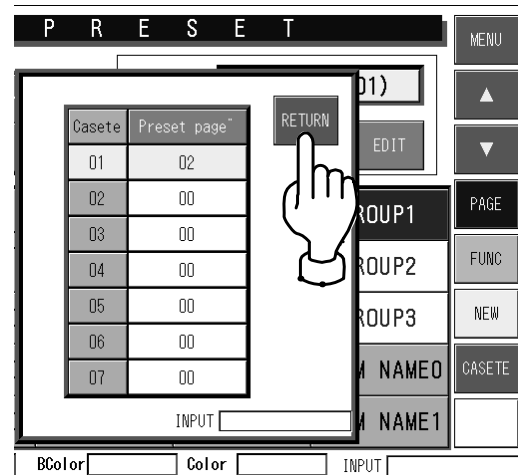 PRESET
MENU
01)
▲
RETURN
EDIT
▼
Casete Preset page~
01 02
02 00
03 00
04 00
05 00
06 00
07 00
INPUT
ROUP1
ROUP2
ROUP3
M NAME0
M NAME1
PAGE
FUNC
NEW
CASETE
BColor Color INPUT